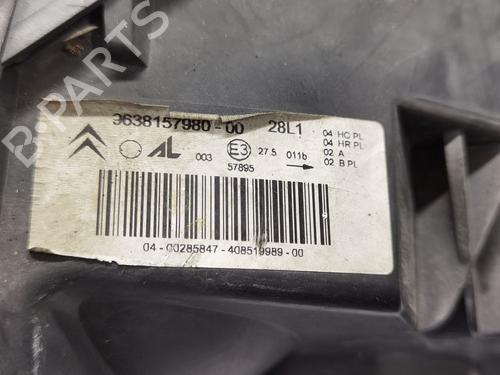 9638157980-00 28L1
04 HC PL
04 HR PL
02 A
02 B PL
AL 003 E3 27.5 011b
57895
04-00285847-408519989-00
B-PARTS